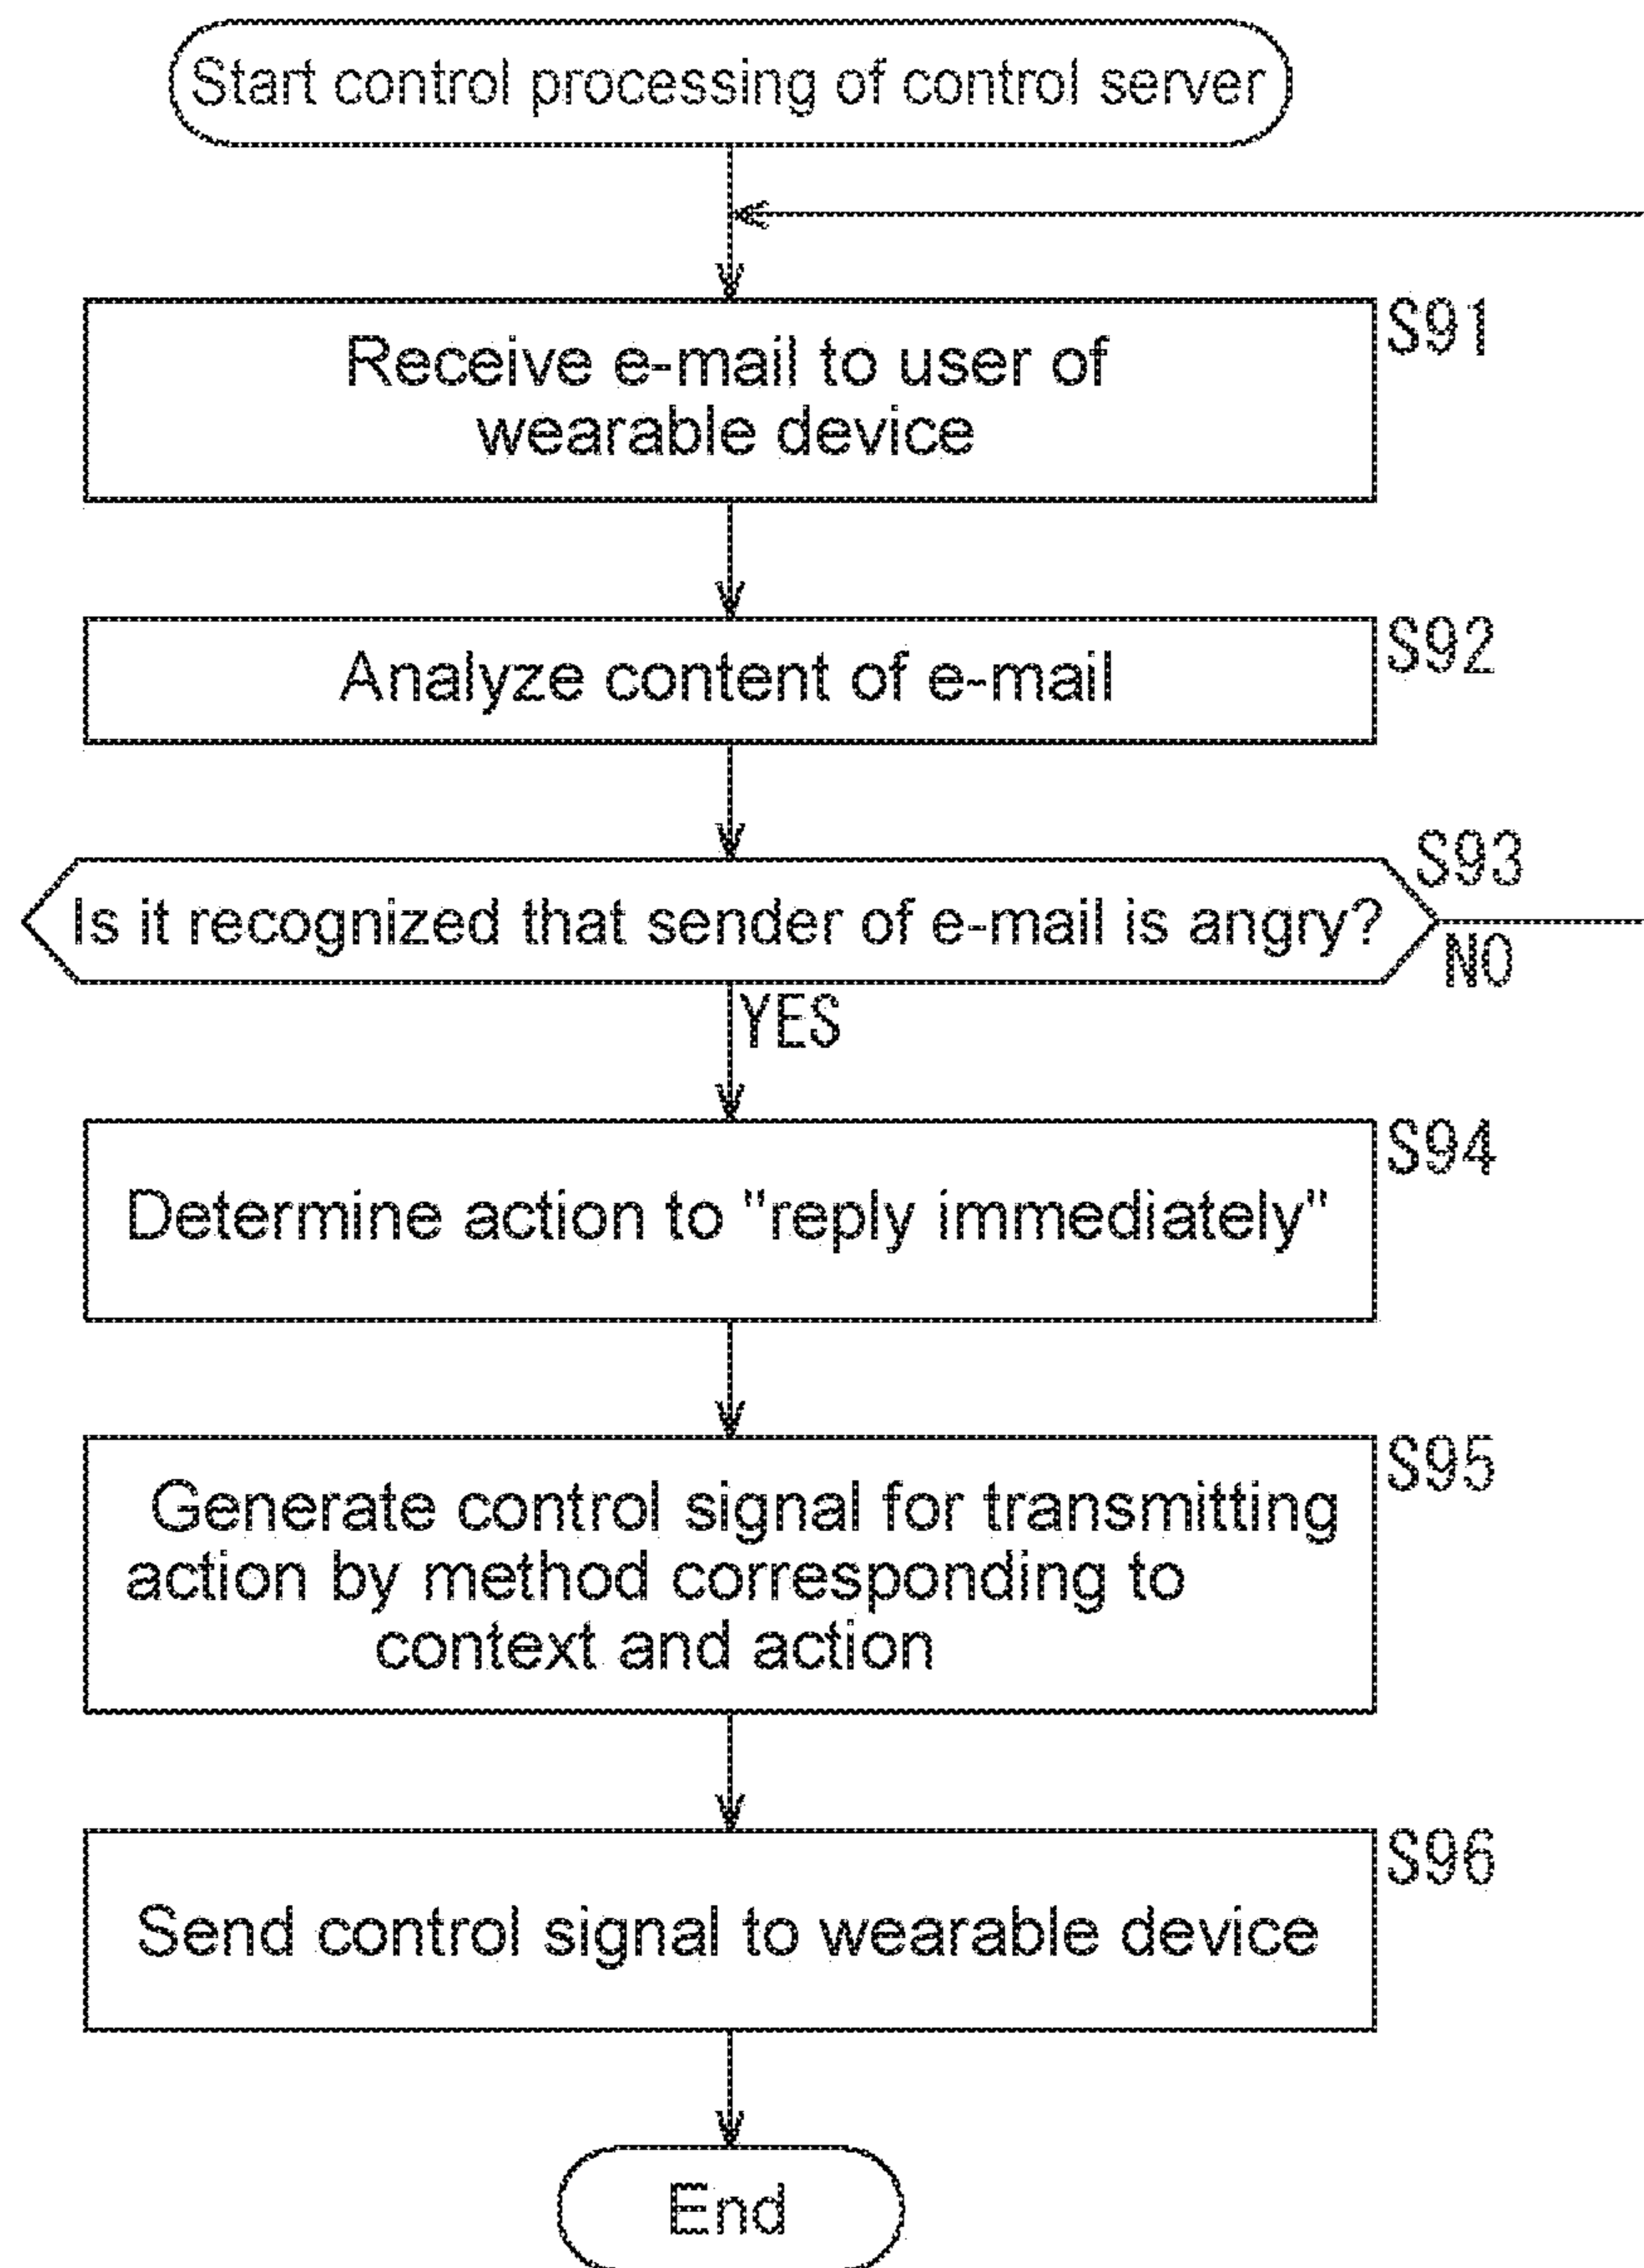 Start control processing of control server
S91
Receive e-mail to user of
wearable device
S92
Analyze content of e-mail
S93
Is it recognized that sender of e-mail is angry?
NO
YES
S94
Determine action to "reply immediately"
S95
Generate control signal for transmitting
action by method corresponding to
context and action
S96
Send control signal to wearable device
End